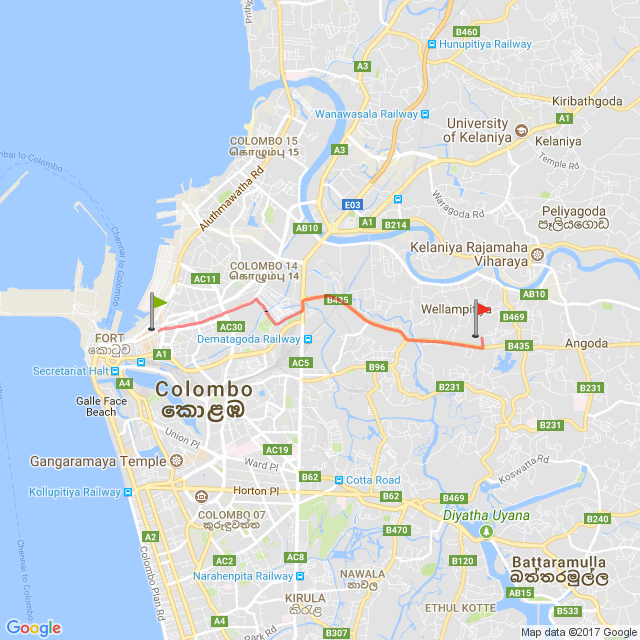 B460
Hunupitiya Railway
A3
Kiribathgoda
Wanawasala Railway
A1
University
of Kelaniya
Kelaniya
COLOMBO 15
கொழும்பு 15
A3
Temple Rd
Aluthmawatha Rd
E03
Waragoda Rd
Peliyagoda
පෑලියගොඩ
A1
B214
AB10
Kelaniya Rajamaha
Viharaya
Chennai to Colombo
COLOMBO 14
கொழும்பு 14
AC11
AB10
B435
Wellampitiya
B469
FORT
කොටුව
AC30
Dematagoda Railway
B435
Angoda
A1
Secretariat Halt
A4
AC5
B96
Colombo
කොළඹ
B231
B231
Galle Face
Beach
B231
Union Pl
AC19
Gangaramaya Temple
Ward Pl
Koswatta Rd
B62
Cotta Road
Kollupitiya Railway
Horton Pl
B62
B469
COLOMBO 07
කුරුඳුවත්ත
Diyatha Uyana
B240
A2
B470
Colombo Plan Rd
AC2
AC8
B120
Battaramulla
බත්තරමුල්ල
Narahenpita Railway
NAWALA
නාවල
AB15
KIRULA
කිරුළ
A4
ETHUL KOTTE
B533
B307
Google
Map data ©2017 Google